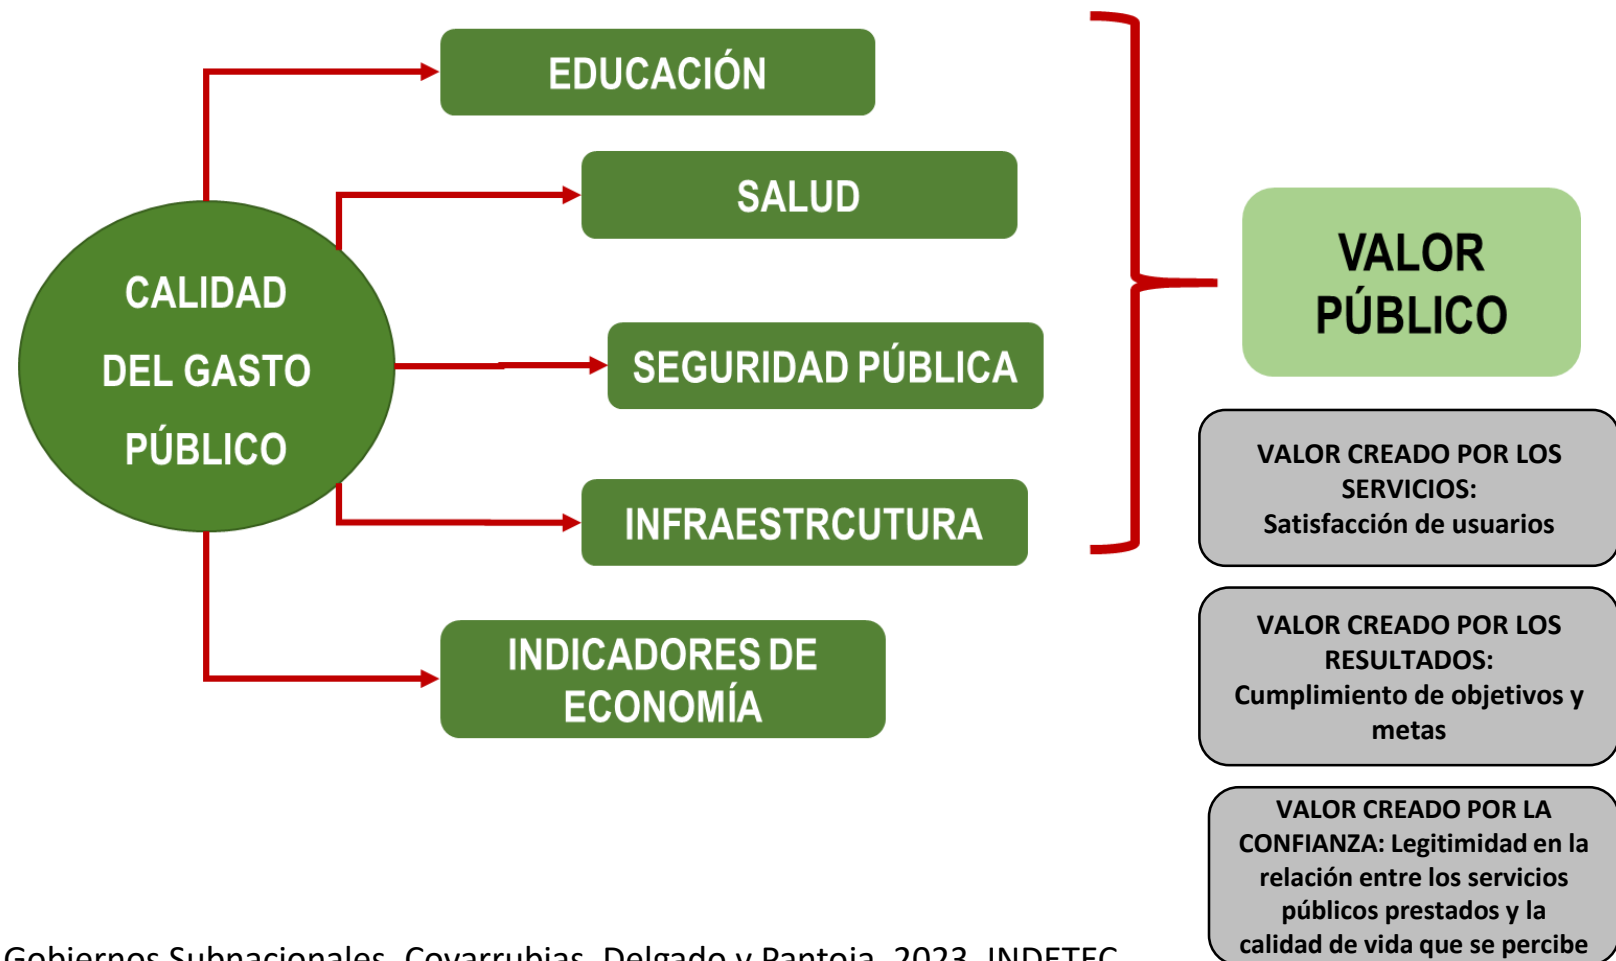 EDUCACIÓN
SALUD
CALIDAD
DEL GASTO
PÚBLICO
SEGURIDAD PÚBLICA
INFRAESTRCUTURA
INDICADORES DE
ECONOMÍA
VALOR
PÚBLICO
VALOR CREADO POR LOS
SERVICIOS:
Satisfacción de usuarios
VALOR CREADO POR LOS
RESULTADOS:
Cumplimiento de objetivos y
metas
VALOR CREADO POR LA
CONFIANZA: Legitimidad en la
relación entre los servicios
públicos prestados y la
calidad de vida que se percibe
Gobiernos Subnacionales, Covarrubias, Delgado y Pantoja, 2023, INDETEC